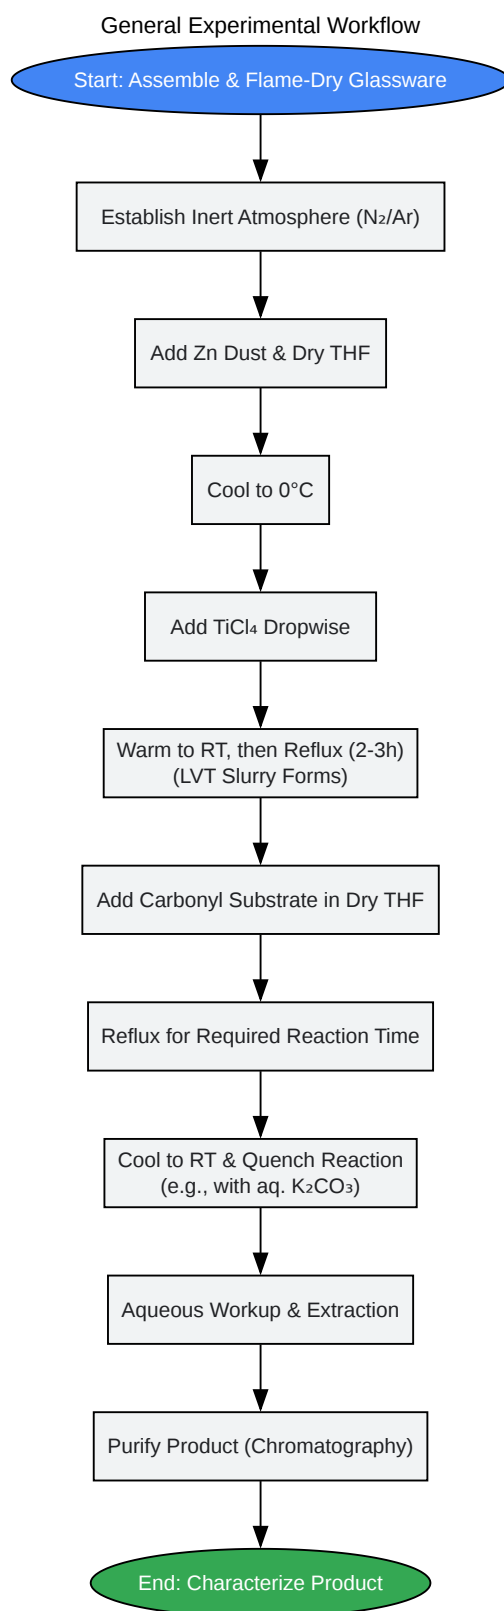 General Experimental Workflow
Start: Assemble & Flame-Dry Glassware
Establish Inert Atmosphere (N₂/Ar)
Add Zn Dust & Dry THF
Cool to 0°C
Add TiCl₄ Dropwise
Warm to RT, then Reflux (2-3h)
(LVT Slurry Forms)
Add Carbonyl Substrate in Dry THF
Reflux for Required Reaction Time
Cool to RT & Quench Reaction
(e.g., with aq. K₂CO₃)
Aqueous Workup & Extraction
Purify Product (Chromatography)
End: Characterize Product